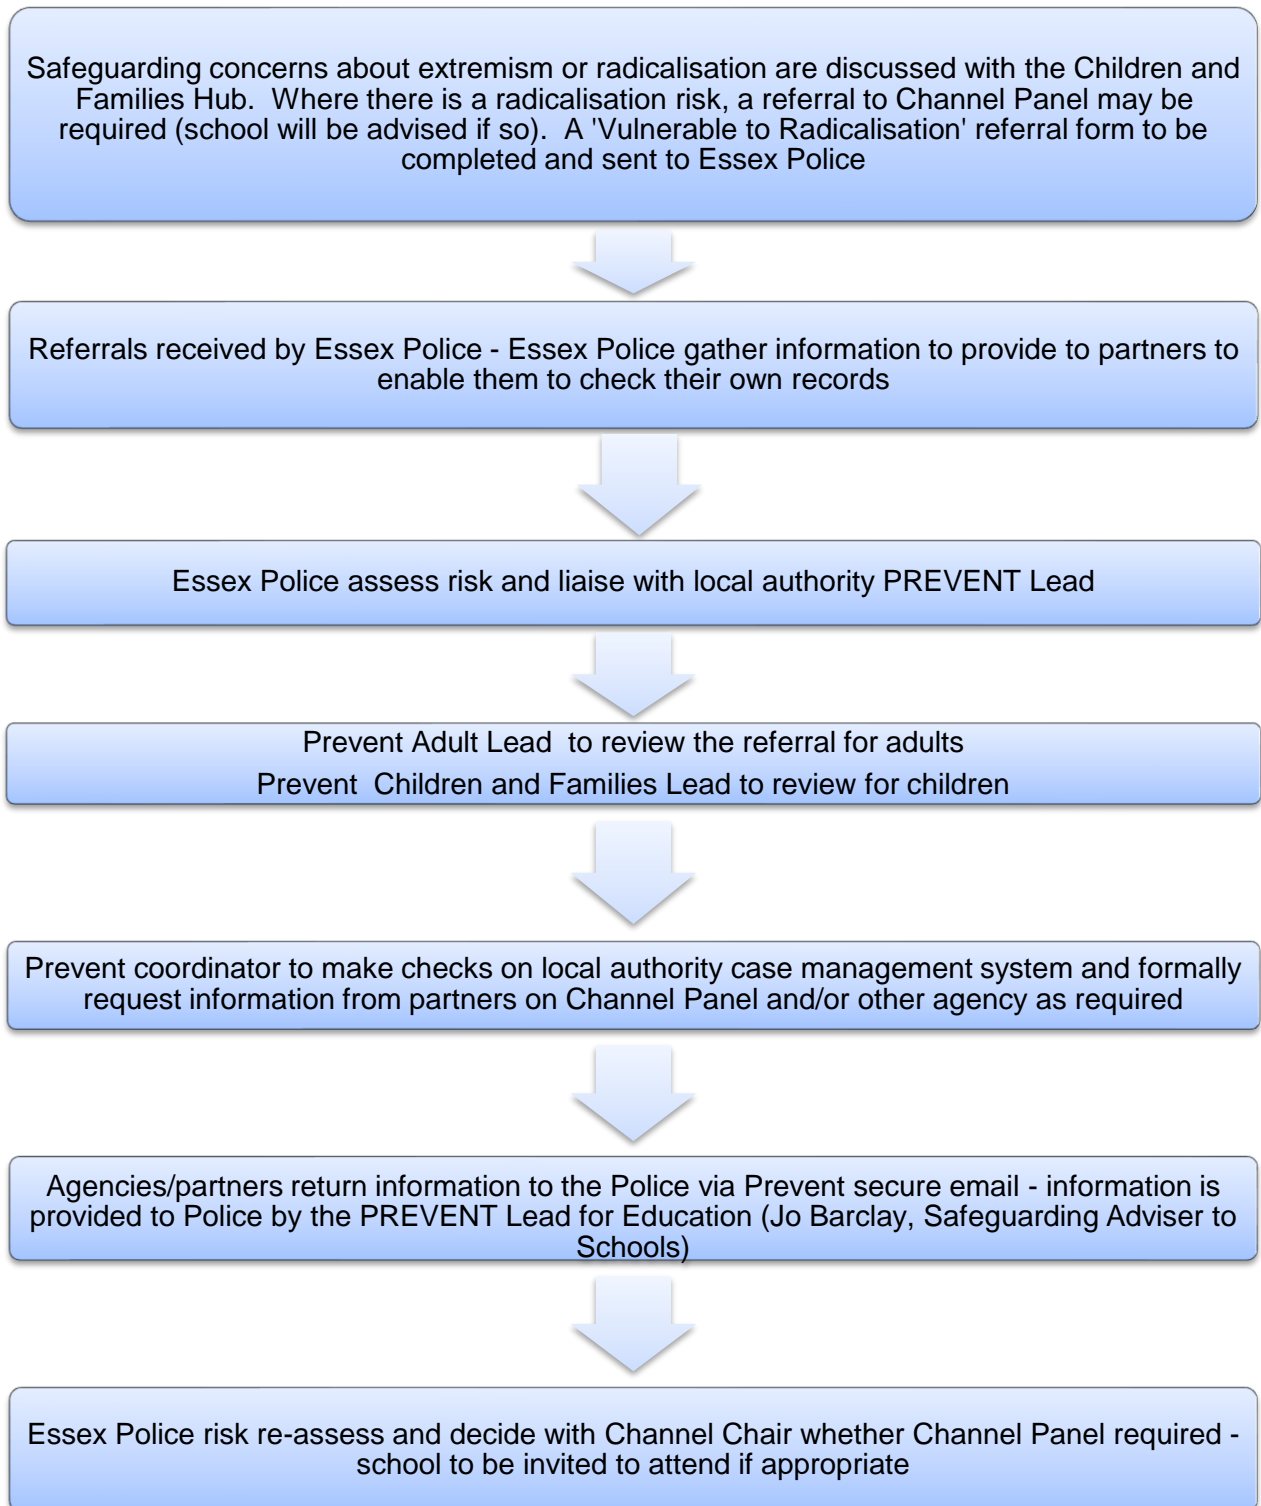 Safeguarding concerns about extremism or radicalisation are discussed with the Children and
Families Hub.  Where there is a radicalisation risk, a referral to Channel Panel may be
required (school will be advised if so).  A 'Vulnerable to Radicalisation' referral form to be
completed and sent to Essex Police
Referrals received by Essex Police - Essex Police gather information to provide to partners to
enable them to check their own records
Essex Police assess risk and liaise with local authority PREVENT Lead
Prevent Adult Lead  to review the referral for adults
Prevent  Children and Families Lead to review for children
Prevent coordinator to make checks on local authority case management system and formally
request information from partners on Channel Panel and/or other agency as required
Agencies/partners return information to the Police via Prevent secure email - information is
provided to Police by the PREVENT Lead for Education (Jo Barclay, Safeguarding Adviser to
Schools)
Essex Police risk re-assess and decide with Channel Chair whether Channel Panel required -
school to be invited to attend if appropriate